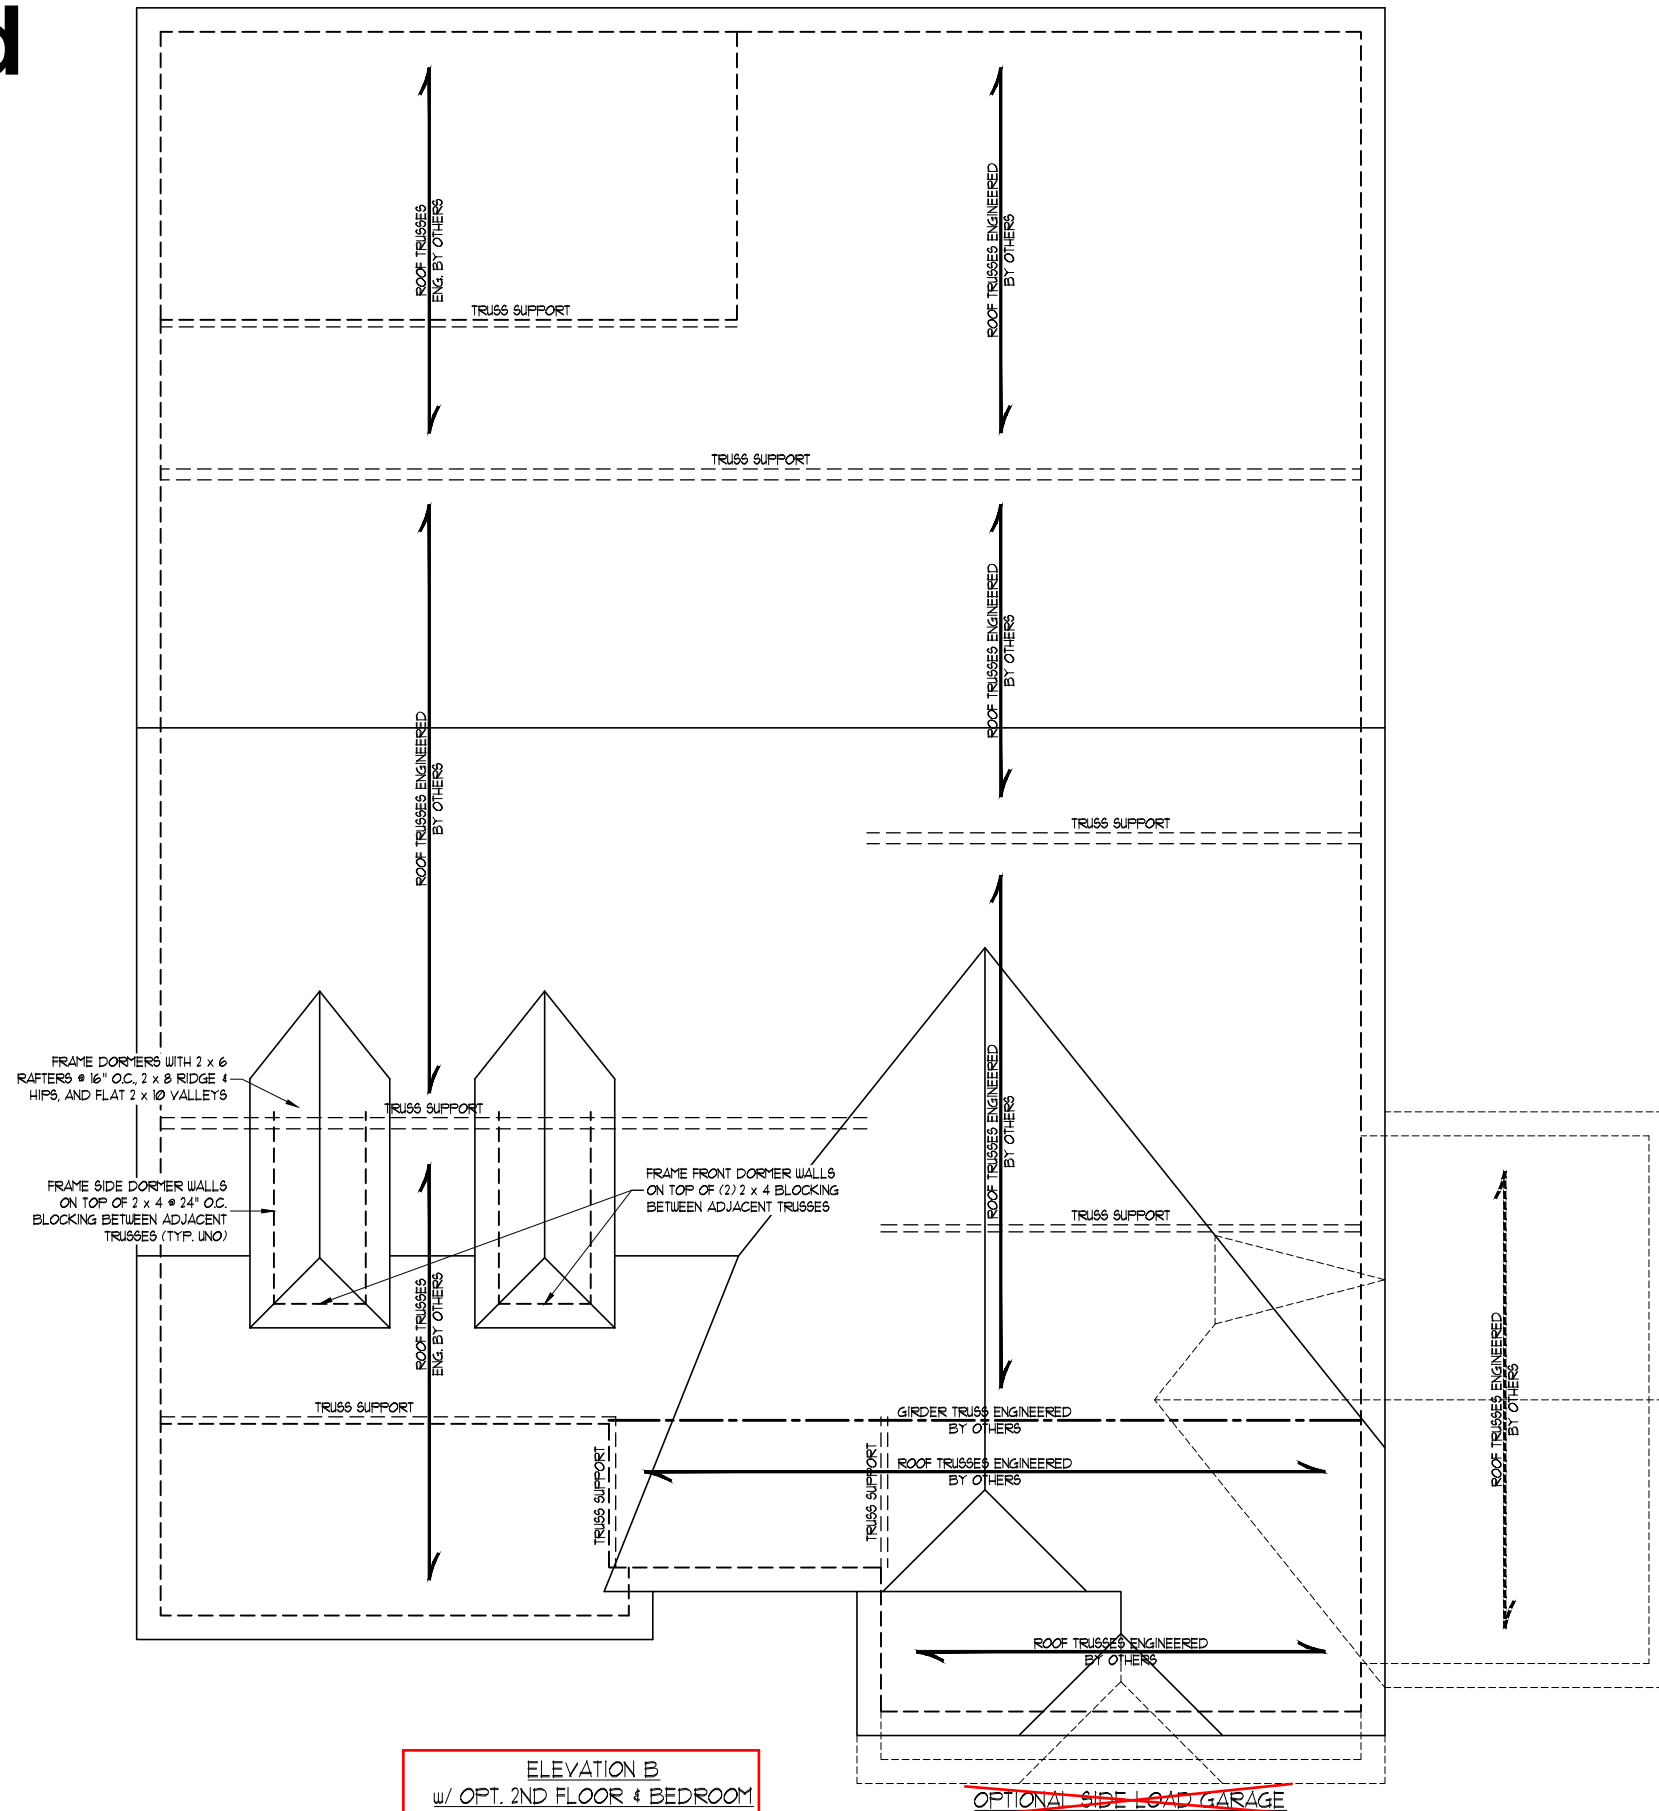 d
ROOF TRUSSES
ENG. BY OTHERS
ROOF TRUSSES ENGINEERED
BY OTHERS
TRUSS SUPPORT
TRUSS SUPPORT
ROOF TRUSSES ENGINEERED
BY OTHERS
ROOF TRUSSES ENGINEERED
BY OTHERS
TRUSS SUPPORT
FRAME DORMERS WITH 2 x 6
RAFTERS @ 16" O.C., 2 x 8 RIDGE &
HIPS, AND FLAT 2 x 10 VALLEYS
TRUSS SUPPORT
ROOF TRUSSES ENGINEERED
BY OTHERS
FRAME SIDE DORMER WALLS
ON TOP OF 2 x 4 @ 24" O.C.
BLOCKING BETWEEN ADJACENT
TRUSSES (TYP. UNO)
FRAME FRONT DORMER WALLS
ON TOP OF (2) 2 x 4 BLOCKING
BETWEEN ADJACENT TRUSSES
TRUSS SUPPORT
ROOF TRUSSES
ENG. BY OTHERS
ROOF TRUSSES ENGINEERED
BY OTHERS
TRUSS SUPPORT
GIRDER TRUSS ENGINEERED
BY OTHERS
TRUSS SUPPORT
TRUSS SUPPORT
ROOF TRUSSES ENGINEERED
BY OTHERS
ROOF TRUSSES ENGINEERED
BY OTHERS
ELEVATION B
w/ OPT. 2ND FLOOR & BEDROOM
OPTIONAL SIDE LOAD GARAGE